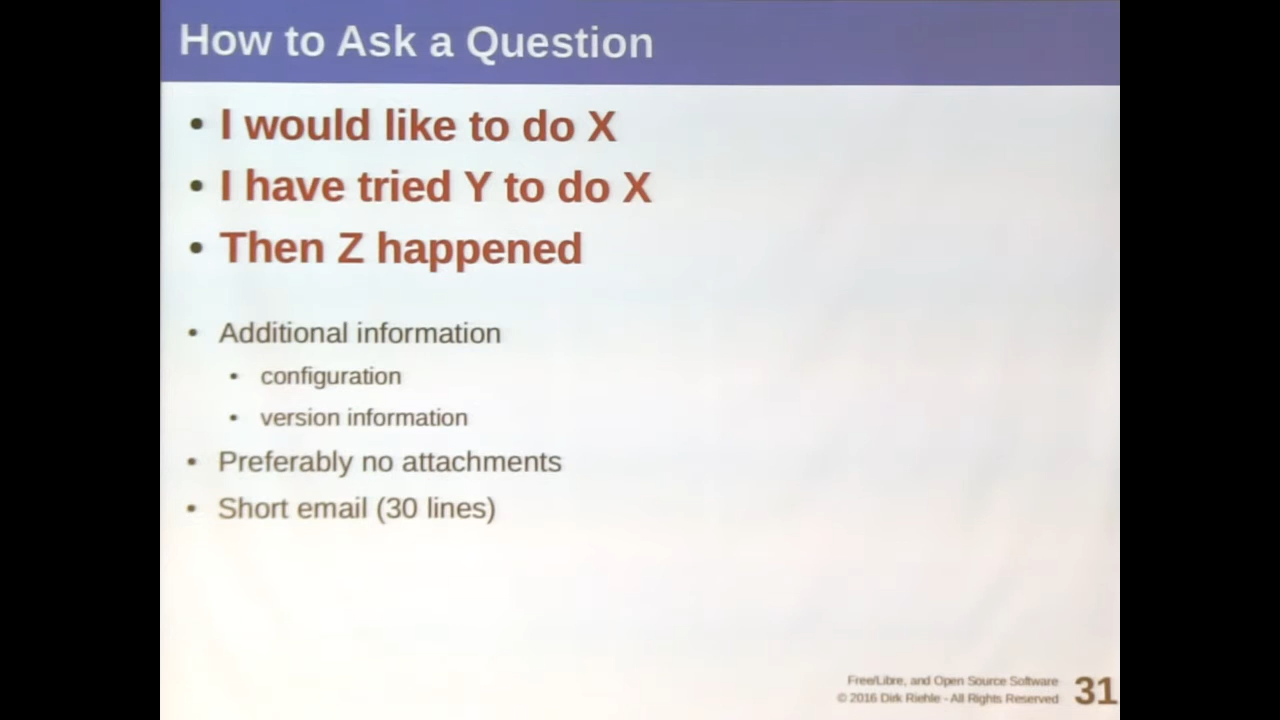 How to Ask a Question
• I would like to do X
• I have tried Y to do X
• Then Z happened
• Additional information
• configuration
• version information
• Preferably no attachments
• Short email (30 lines)
Free/Libre, and Open Source Software
© 2016 Dirk Riehle - All Rights Reserved
31